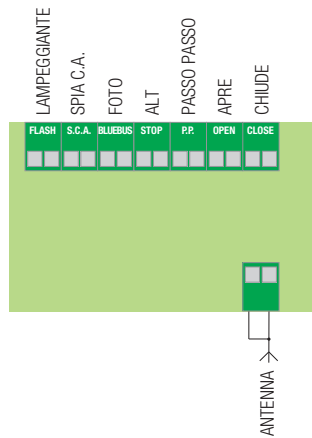 LAMPEGGIANTE
SPIA C.A.
FOTO
ALT
PASSO PASSO
APRE
CHIUDE
FLASH
S.C.A.
BLUEBUS
STOP
P.P.
OPEN
CLOSE
ANTENNA